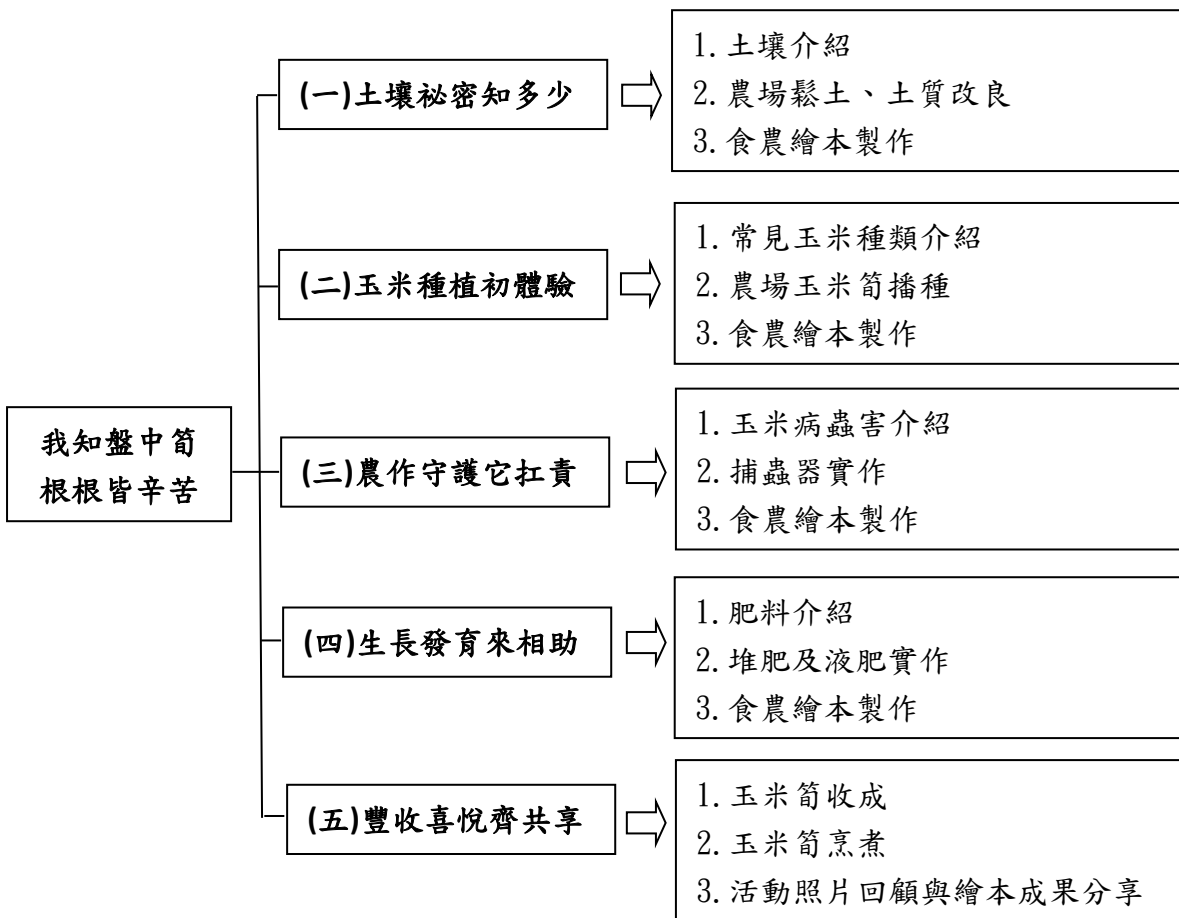 我知盤中筍
根根皆辛苦
(一)土壤祕密知多少
1.土壤介紹
2.農場鬆土、土質改良
3.食農繪本製作
(二)玉米種植初體驗
1.常見玉米種類介紹
2.農場玉米筍播種
3.食農繪本製作
(三)農作守護它扛責
1.玉米病蟲害介紹
2.捕蟲器實作
3.食農繪本製作
(四)生長發育來相助
1.肥料介紹
2.堆肥及液肥實作
3.食農繪本製作
(五)豐收喜悅齊共享
1.玉米筍收成
2.玉米筍烹煮
3.活動照片回顧與繪本成果分享